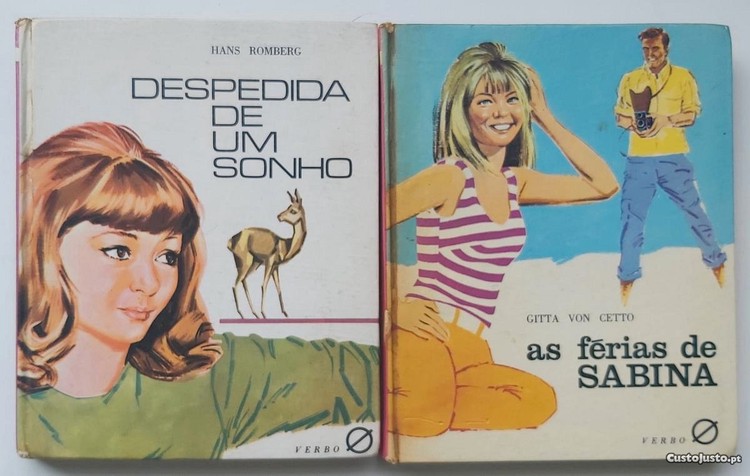 HANS ROMBERG
DESPEDIDA
DE
UM
SONHO
VERBO
GITTA VON CETTO
as férias de
SABINA
VERBO
CustoJusto.pt